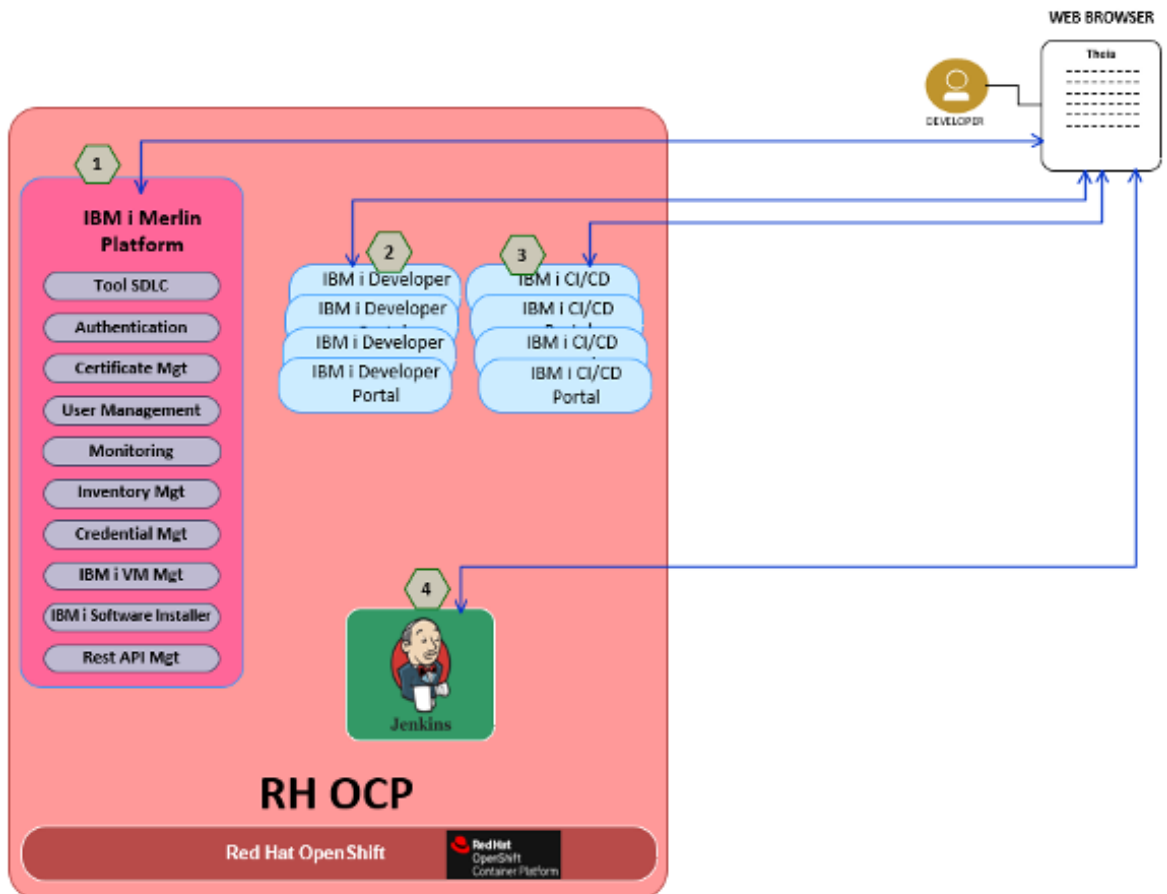 WEB BROWSER
Theia
DEVELOPER
1
IBM i Merlin
Platform
Tool SDLC
Authentication
Certificate Mgt
User Management
Monitoring
Inventory Mgt
Credential Mgt
IBM i VM Mgt
IBM i Software Installer
Rest API Mgt
2
IBM i Developer
IBM i Developer
IBM i Developer
IBM i Developer
Portal
3
IBM i CI/CD
IBM i CI/CD
IBM i CI/CD
IBM i CI/CD
Portal
4
Jenkins
RH OCP
Red Hat OpenShift
Red Hat
OpenShift
Container Platform